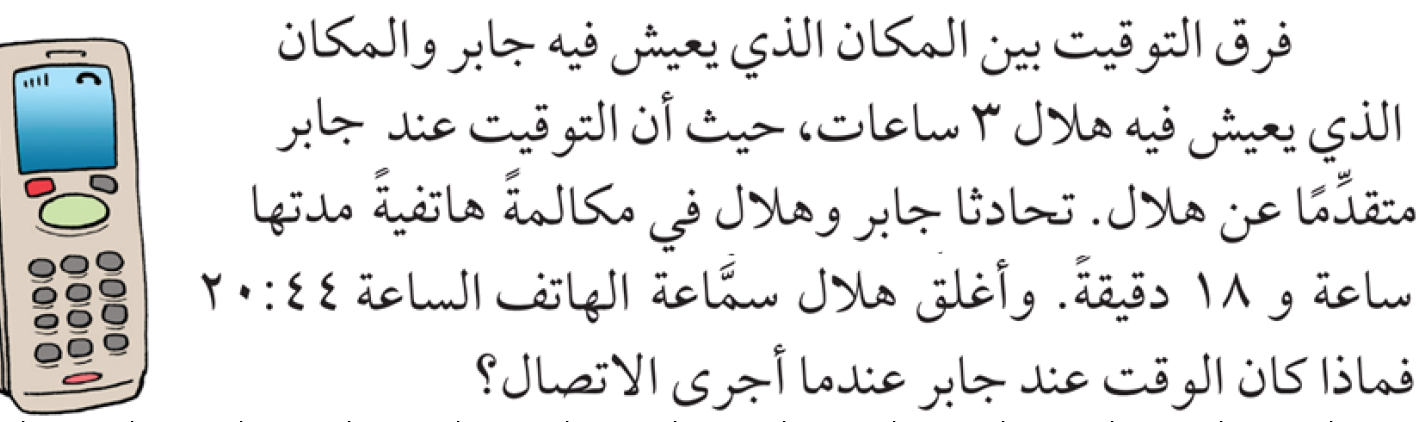 فرق التوقيت بين المكان الذي يعيش فيه جابر والمكان
الذي يعيش فيه هلال ٣ ساعات، حيث أن التوقيت عند جابر
متقدِّمًا عن هلال. تحادثا جابر وهلال في مكالمةً هاتفيةً مدتها
ساعة و ١٨ دقيقةً. وأغلق هلال سمَّاعة الهاتف الساعة ٢٠:٤٤
فماذا كان الوقت عند جابر عندما أجرى الاتصال؟